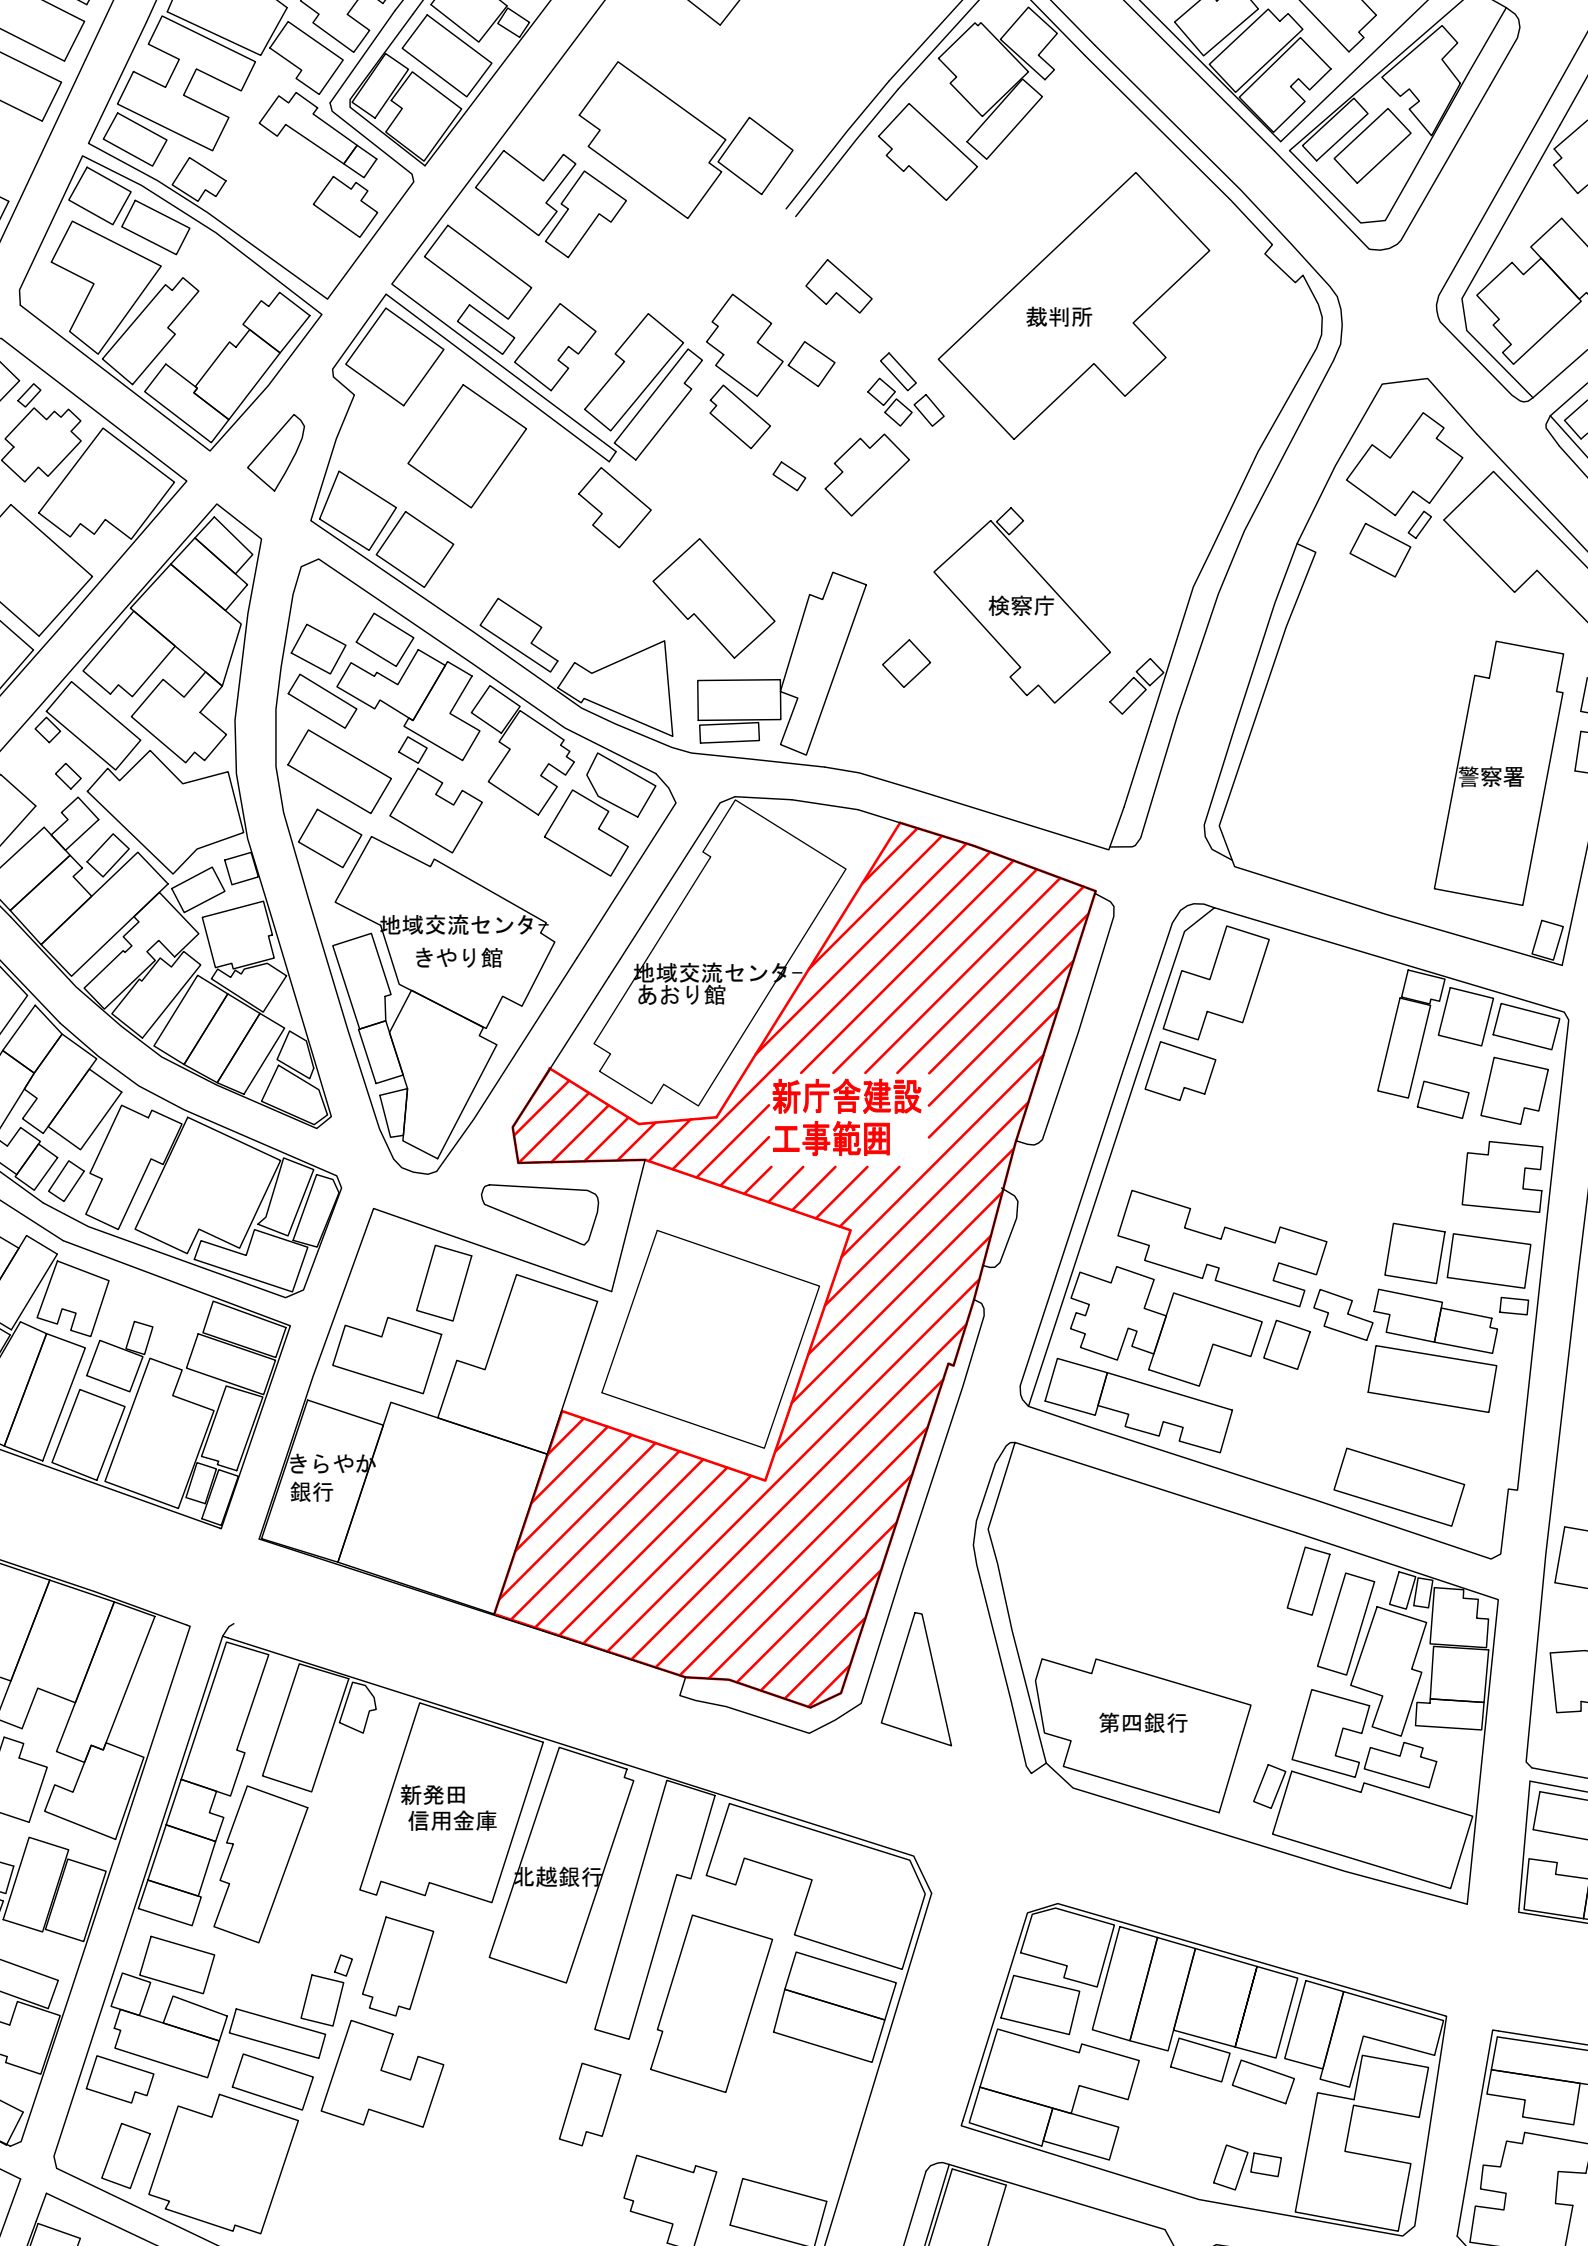 裁判所
検察庁
警察署
地域交流センター
きやり館
地域交流センター
あおり館
新庁舎建設
工事範囲
きらやか
銀行
第四銀行
新発田
信用金庫
北越銀行